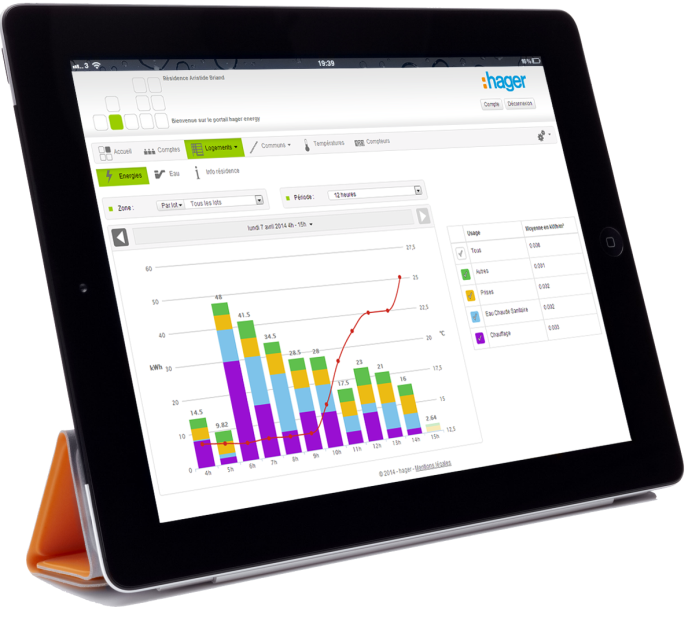 ...3 19:39
Résidence Aristide Briand
:hager
Bienvenue sur le portail hager energy
Compte Déconnexion
Accueil Comptes Logements Communs Températures Compteurs
Energies Eau Info résidence
Zone : Par lot Tous les lots Période : 12 heures
lundi 7 avril 2014 4h - 15h
Usage Moyenne en kWh/m²
Tous
Autres 0.001
Prises 0.002
Eau Chaude Sanitaire 0.002
Chauffage 0.003
kWh
60
50
40
30
20
10
0
°C
27,5
25
22,5
20
17,5
15
12,5
14.5 9.82 48 41.5 34.5 28.5 28 17.5 23 21 16 2.64
4h 5h 6h 7h 8h 9h 10h 11h 12h 13h 14h 15h
© 2014 - hager - Mentions légales